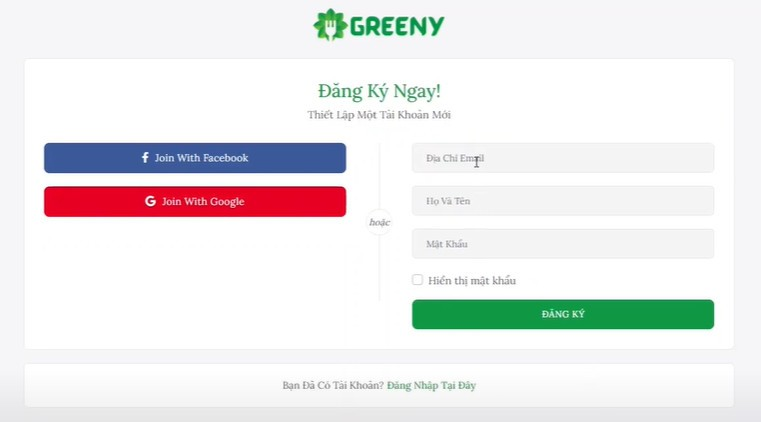 GREENY
Đăng Ký Ngay!
Thiết Lập Một Tài Khoản Mới
Join With Facebook
Join With Google
hoặc
Địa Chỉ Email
Họ Và Tên
Mật Khẩu
Hiển thị mật khẩu
ĐĂNG KÝ
Bạn Đã Có Tài Khoản? Đăng Nhập Tại Đây